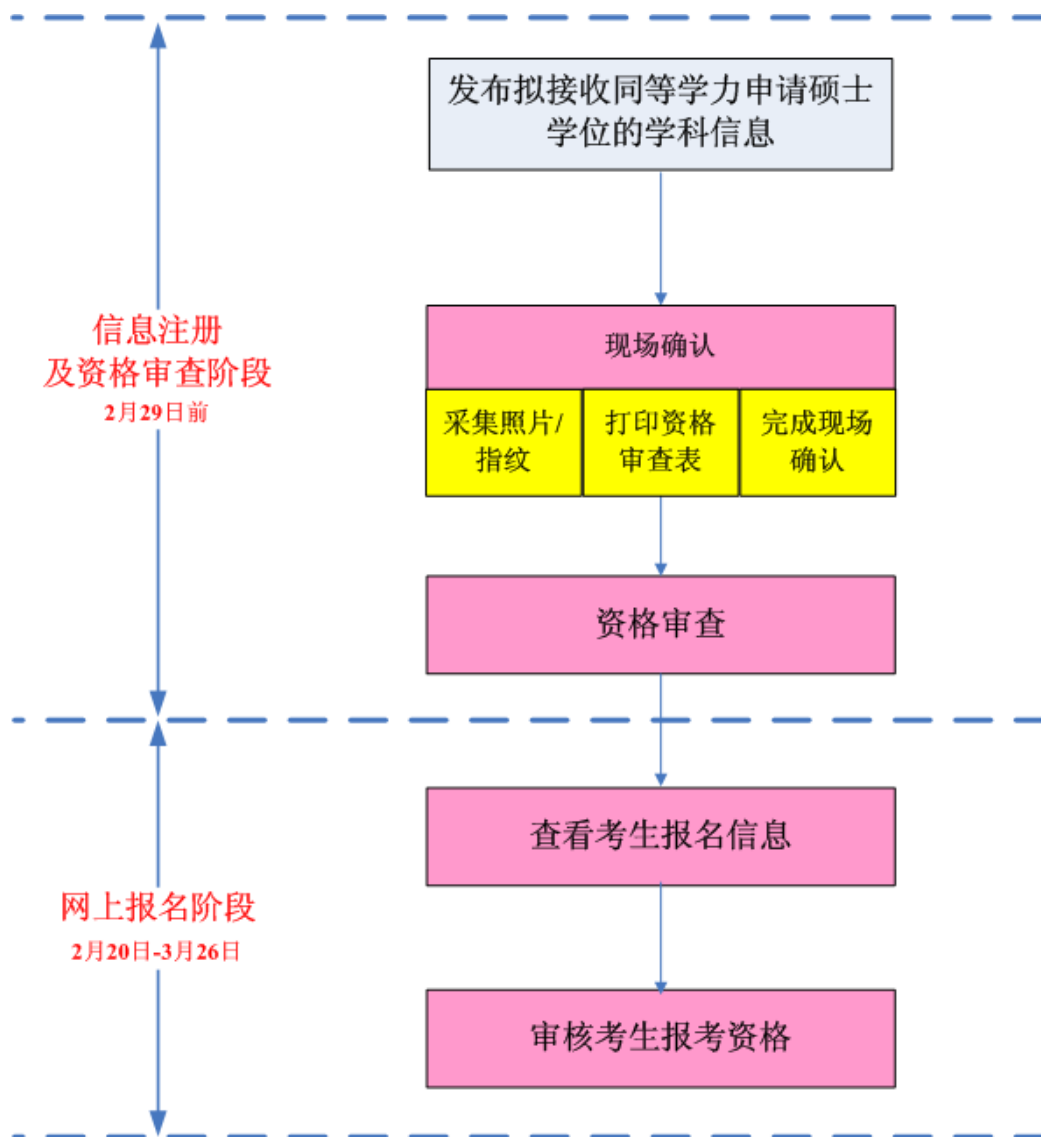 发布拟接收同等学力申请硕士
学位的学科信息
信息注册
及资格审查阶段
2月29日前
现场确认
采集照片/
指纹
打印资格
审查表
完成现场
确认
资格审查
网上报名阶段
2月20日-3月26日
查看考生报名信息
审核考生报考资格